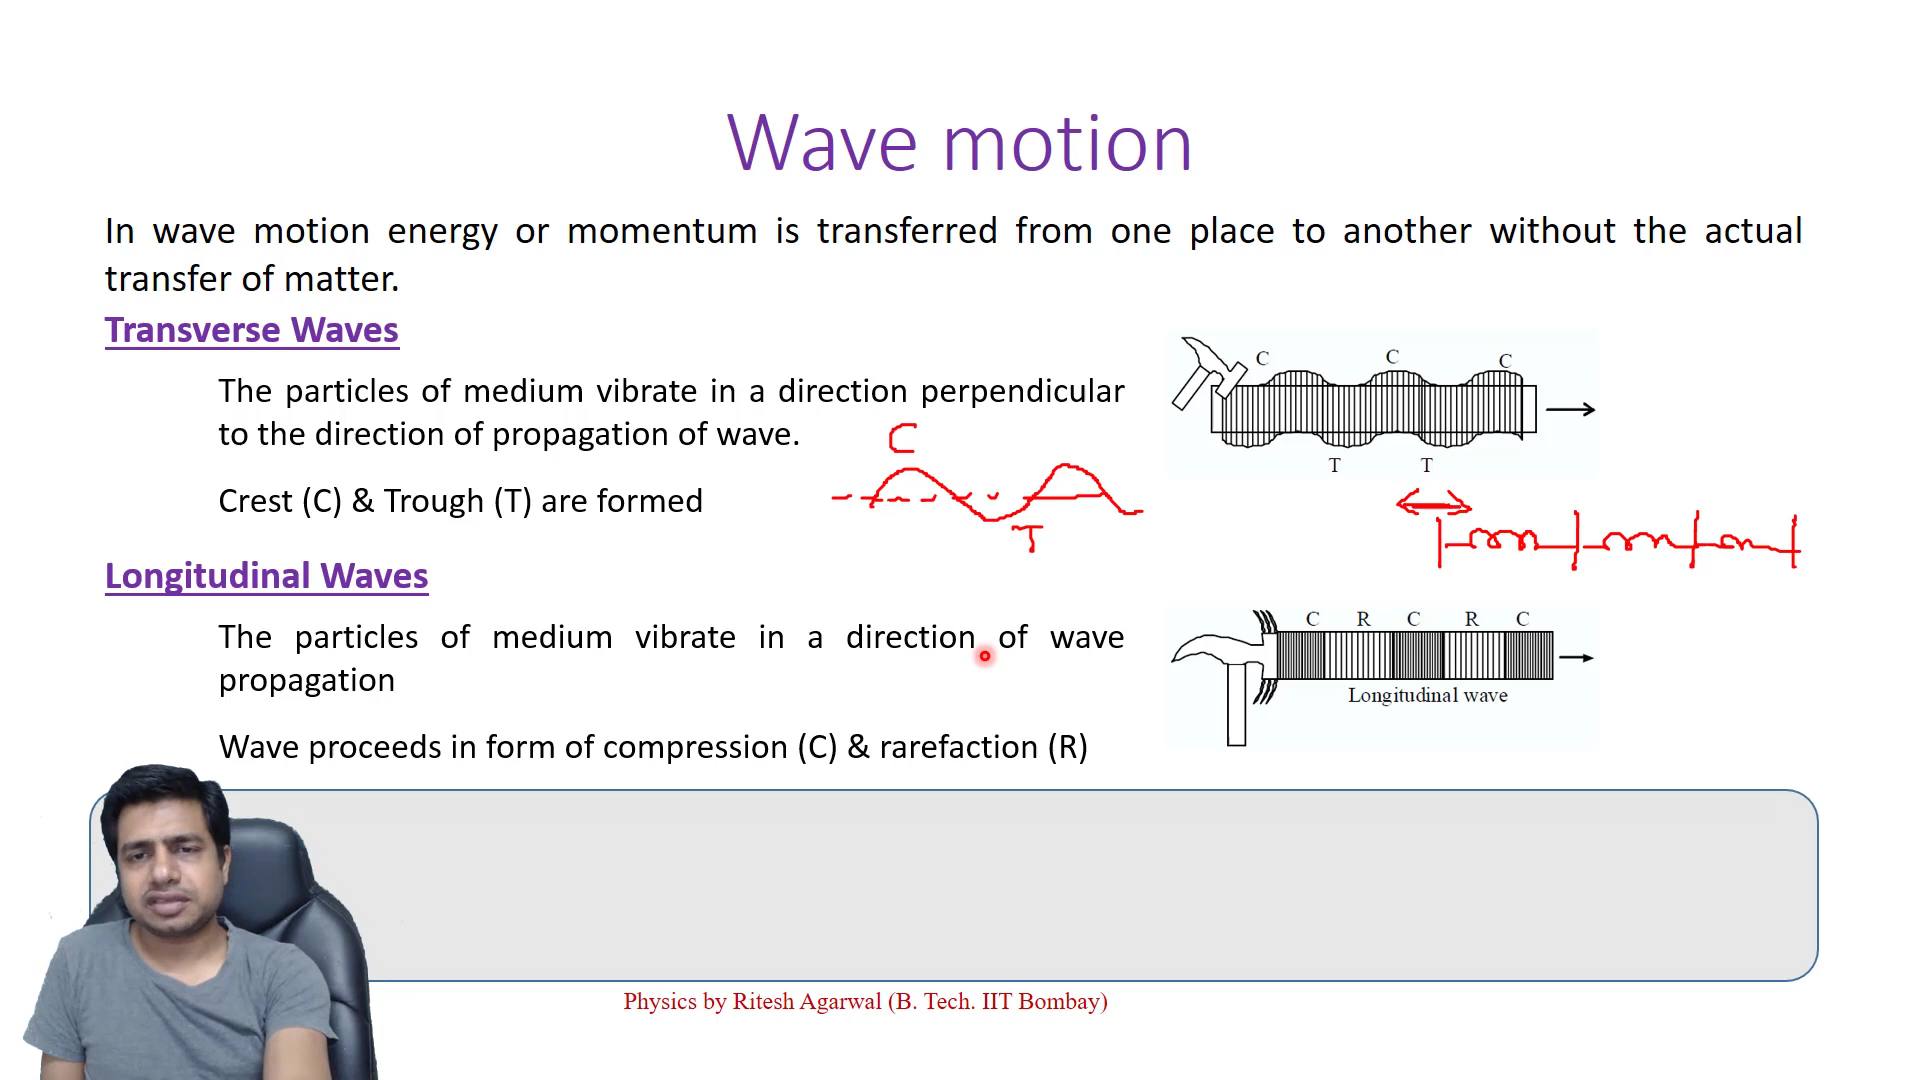 Wave motion
In wave motion energy or momentum is transferred from one place to another without the actual
transfer of matter.
Transverse Waves
The particles of medium vibrate in a direction perpendicular
to the direction of propagation of wave.
Crest (C) & Trough (T) are formed
C
T
C C C
T T
Longitudinal Waves
The particles of medium vibrate in a direction of wave
propagation
Wave proceeds in form of compression (C) & rarefaction (R)
C R C R C
Longitudinal wave
Physics by Ritesh Agarwal (B. Tech. IIT Bombay)